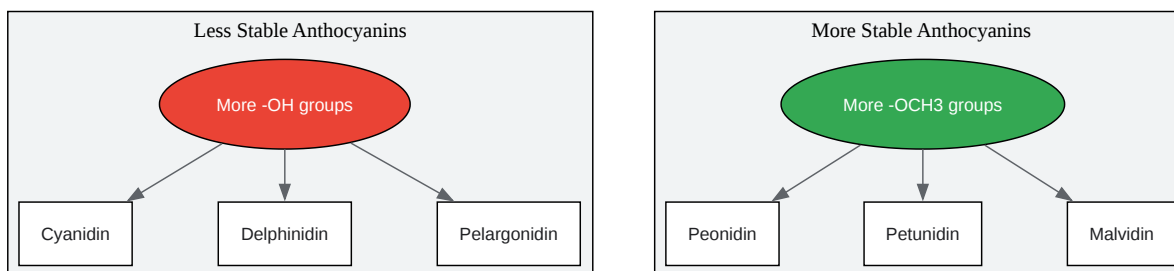 Less Stable Anthocyanins
More -OH groups
Cyanidin
Delphinidin
Pelargonidin
More Stable Anthocyanins
More -OCH3 groups
Peonidin
Petunidin
Malvidin